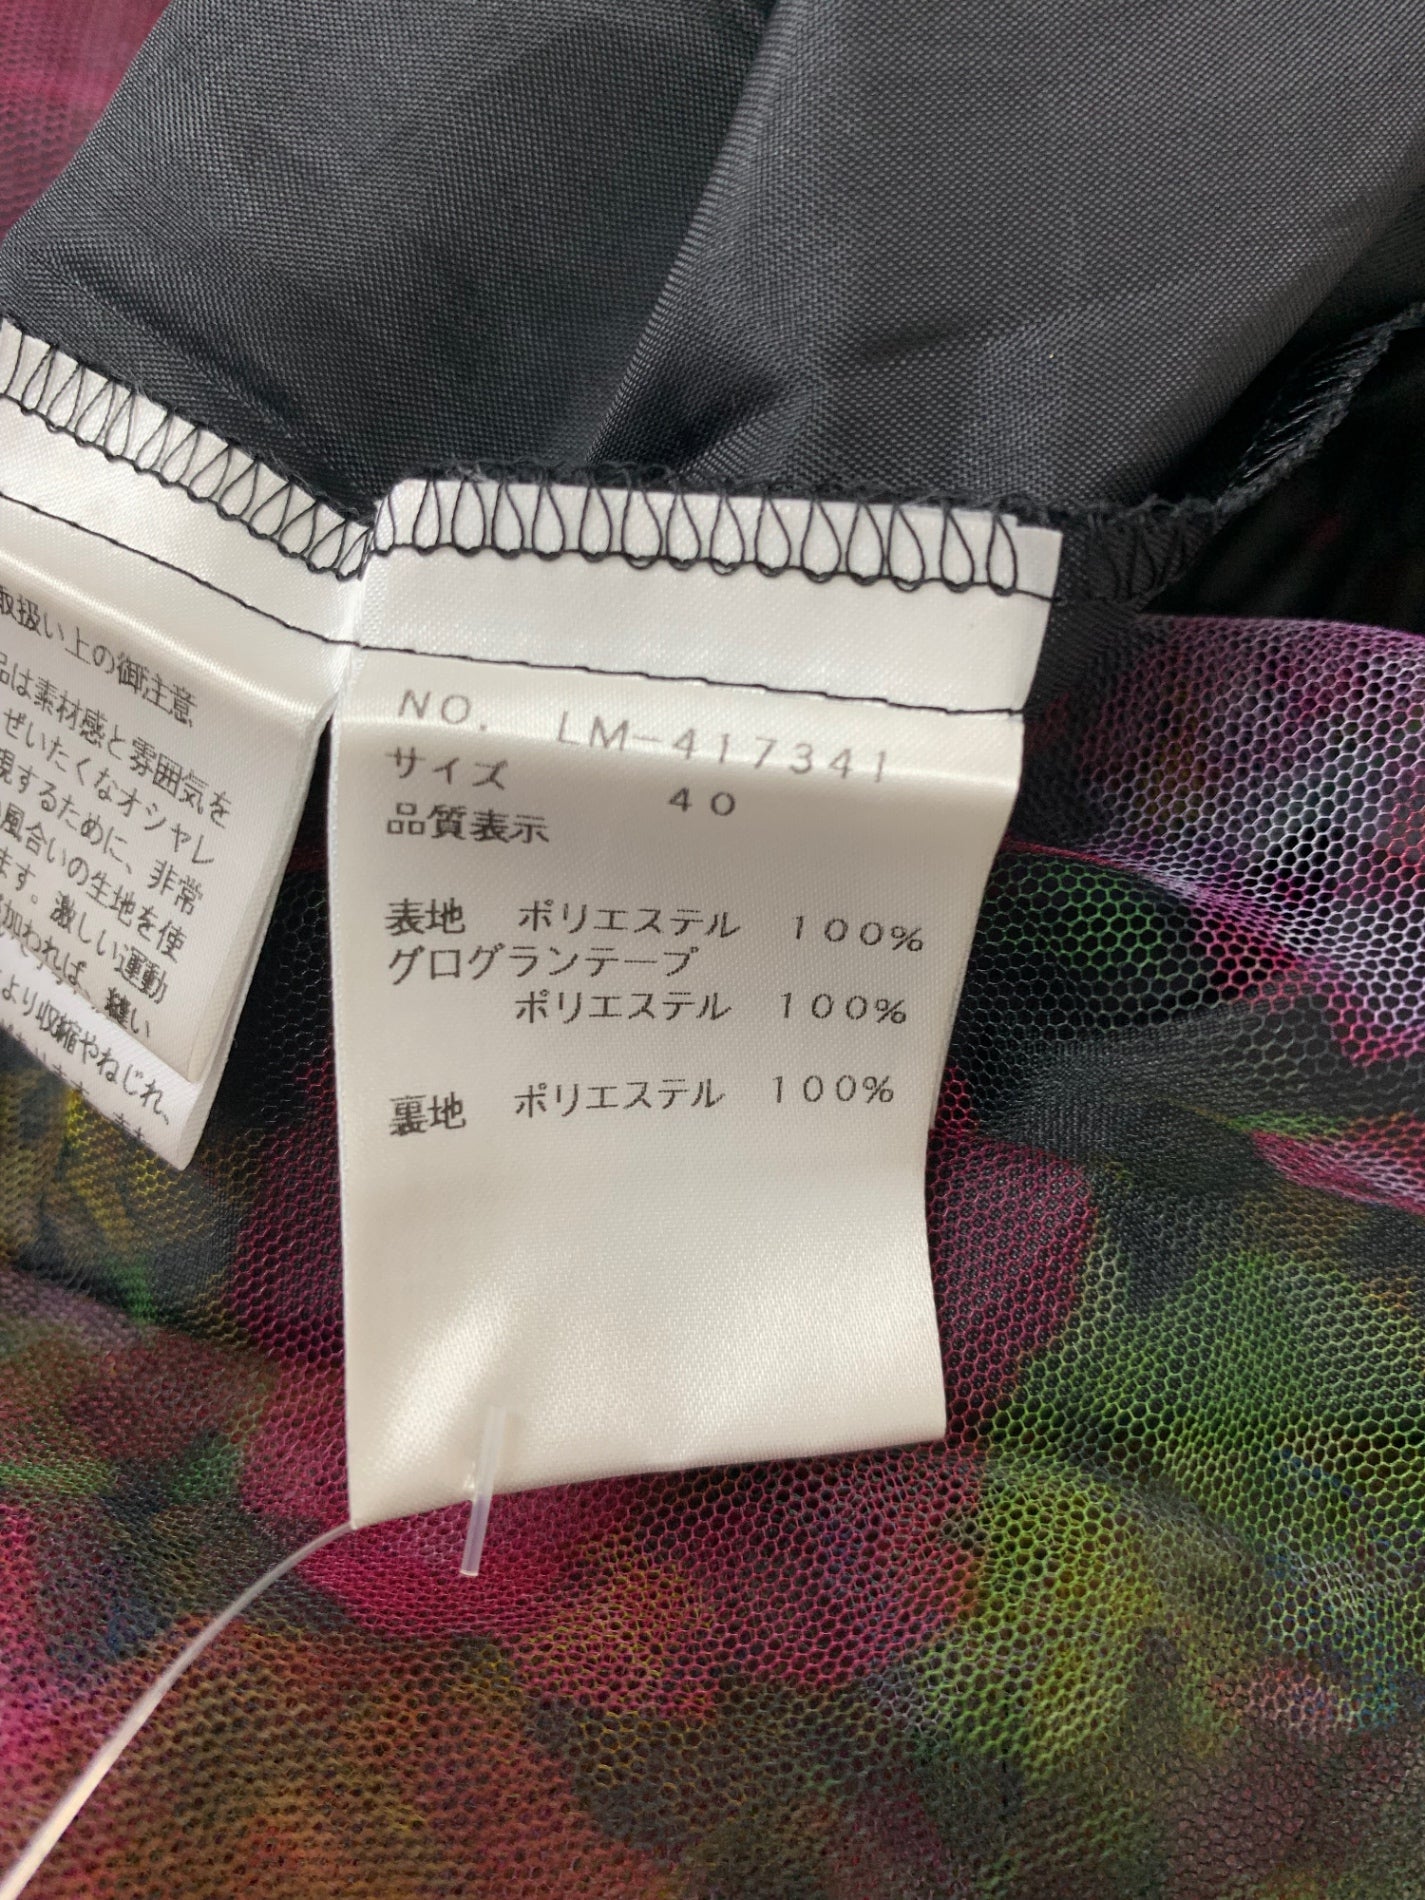 取扱い上の御注意
品は素材感と雰囲気を
ぜいたくなオシャレ
視するために、非常
風合いの生地を使
ます。激しい運動
加われば、縫い
より収縮やねじれ、
NO. LM-417341
サイズ 40
品質表示
表地 ポリエステル 100%
グログランテープ
ポリエステル 100%
裏地 ポリエステル 100%